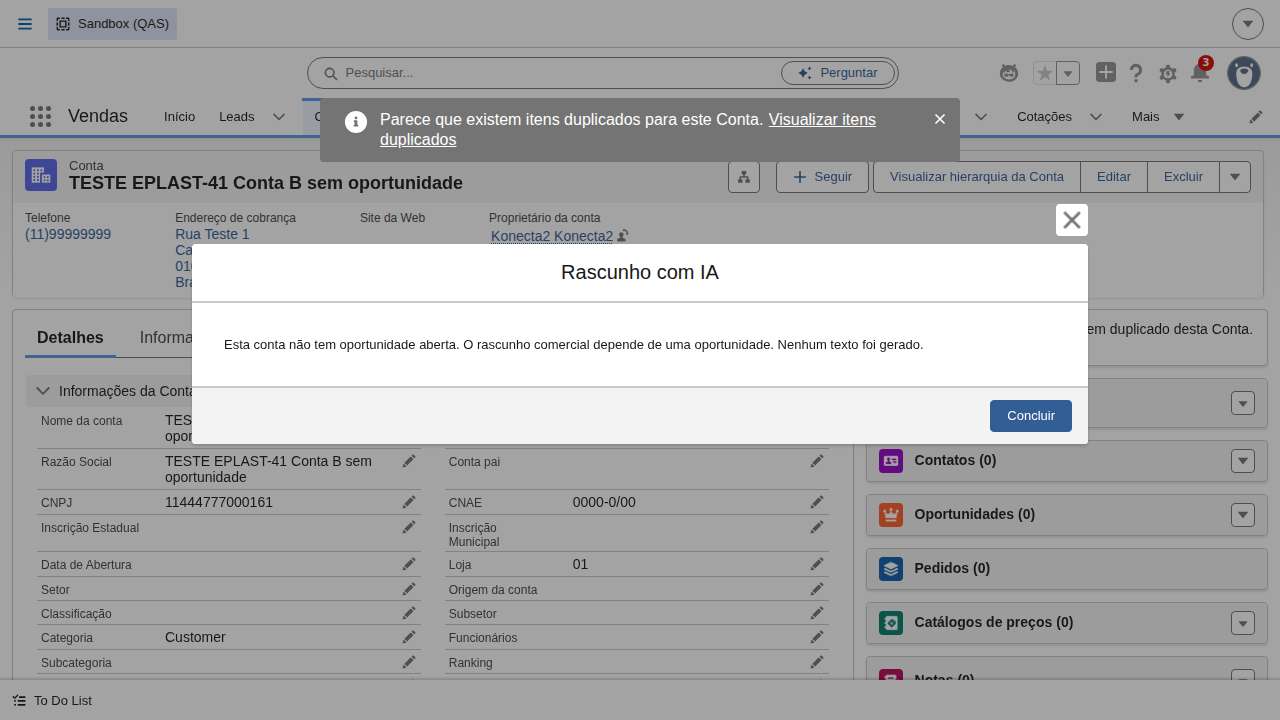 Sandbox (QAS)
Pesquisar...
Perguntar
3
Vendas
Início
Leads
Cotações
Mais
Parece que existem itens duplicados para este Conta. Visualizar itens
duplicados
Conta
TESTE EPLAST-41 Conta B sem oportunidade
Seguir
Visualizar hierarquia da Conta
Editar
Excluir
Telefone
Endereço de cobrança
Site da Web
Proprietário da conta
(11)99999999
Rua Teste 1
Konecta2 Konecta2
Rascunho com IA
Esta conta não tem oportunidade aberta. O rascunho comercial depende de uma oportunidade. Nenhum texto foi gerado.
Concluir
Detalhes
em duplicado desta Conta.
Informações da Conta
Nome da conta
Razão Social
TESTE EPLAST-41 Conta B sem
oportunidade
Conta pai
CNPJ
11444777000161
CNAE
0000-0/00
Inscrição Estadual
Inscrição
Municipal
Data de Abertura
Loja
01
Setor
Origem da conta
Classificação
Subsetor
Categoria
Customer
Funcionários
Subcategoria
Ranking
Contatos (0)
Oportunidades (0)
Pedidos (0)
Catálogos de preços (0)
Notas (0)
To Do List